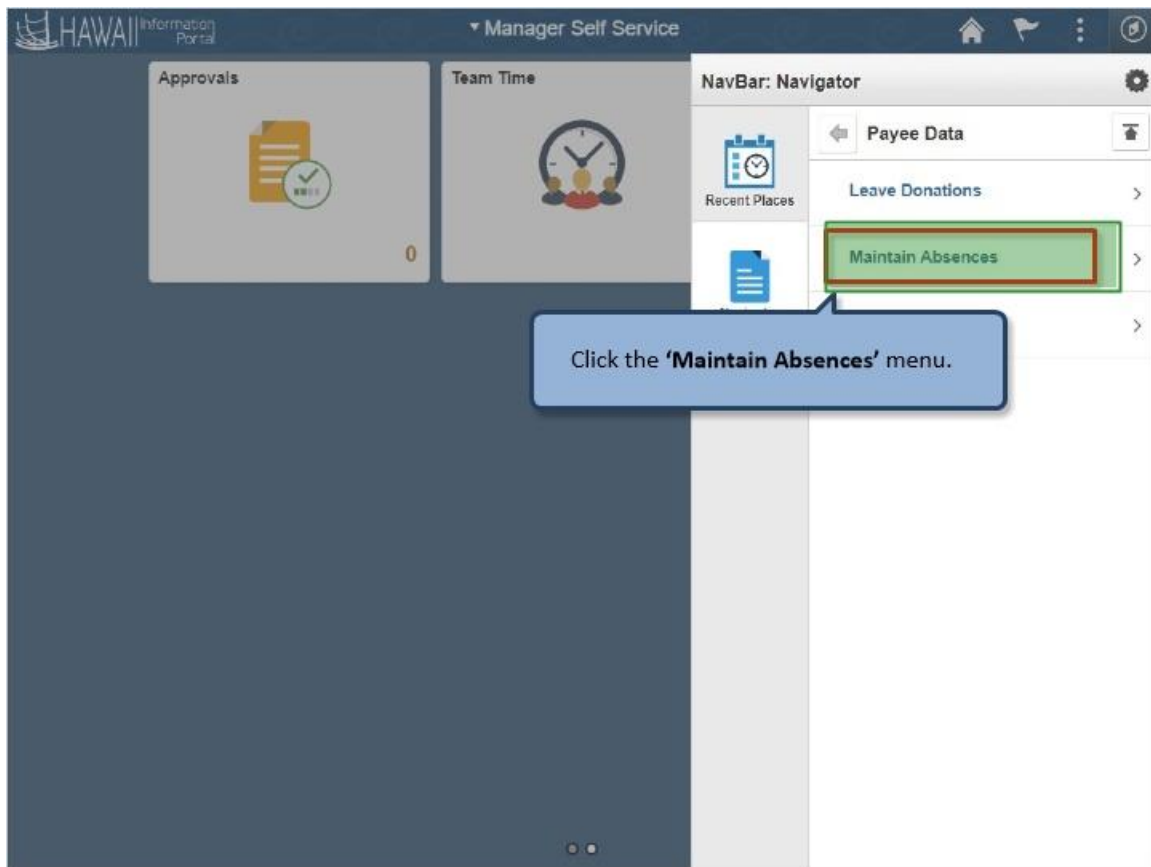 HAWAII Information
Portal
Manager Self Service
Approvals
Team Time
NavBar: Navigator
Payee Data
Recent Places
Leave Donations
0
Maintain Absences
Click the ‘Maintain Absences’ menu.